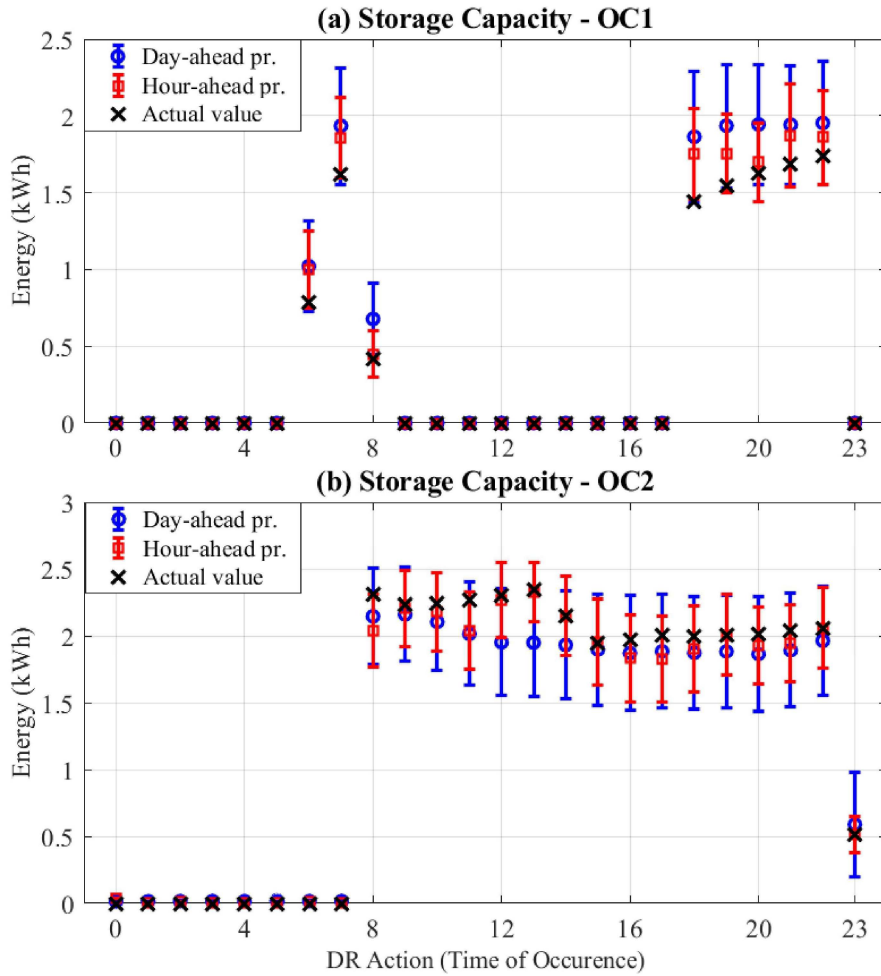 (a) Storage Capacity - OC1
2.5
2
1.5
1
0.5
0
Energy (kWh)
Day-ahead pr.
Hour-ahead pr.
Actual value
0 4 8 12 16 20 23
(b) Storage Capacity - OC2
3
2.5
2
1.5
1
0.5
0
Energy (kWh)
Day-ahead pr.
Hour-ahead pr.
Actual value
0 4 8 12 16 20 23
DR Action (Time of Occurence)